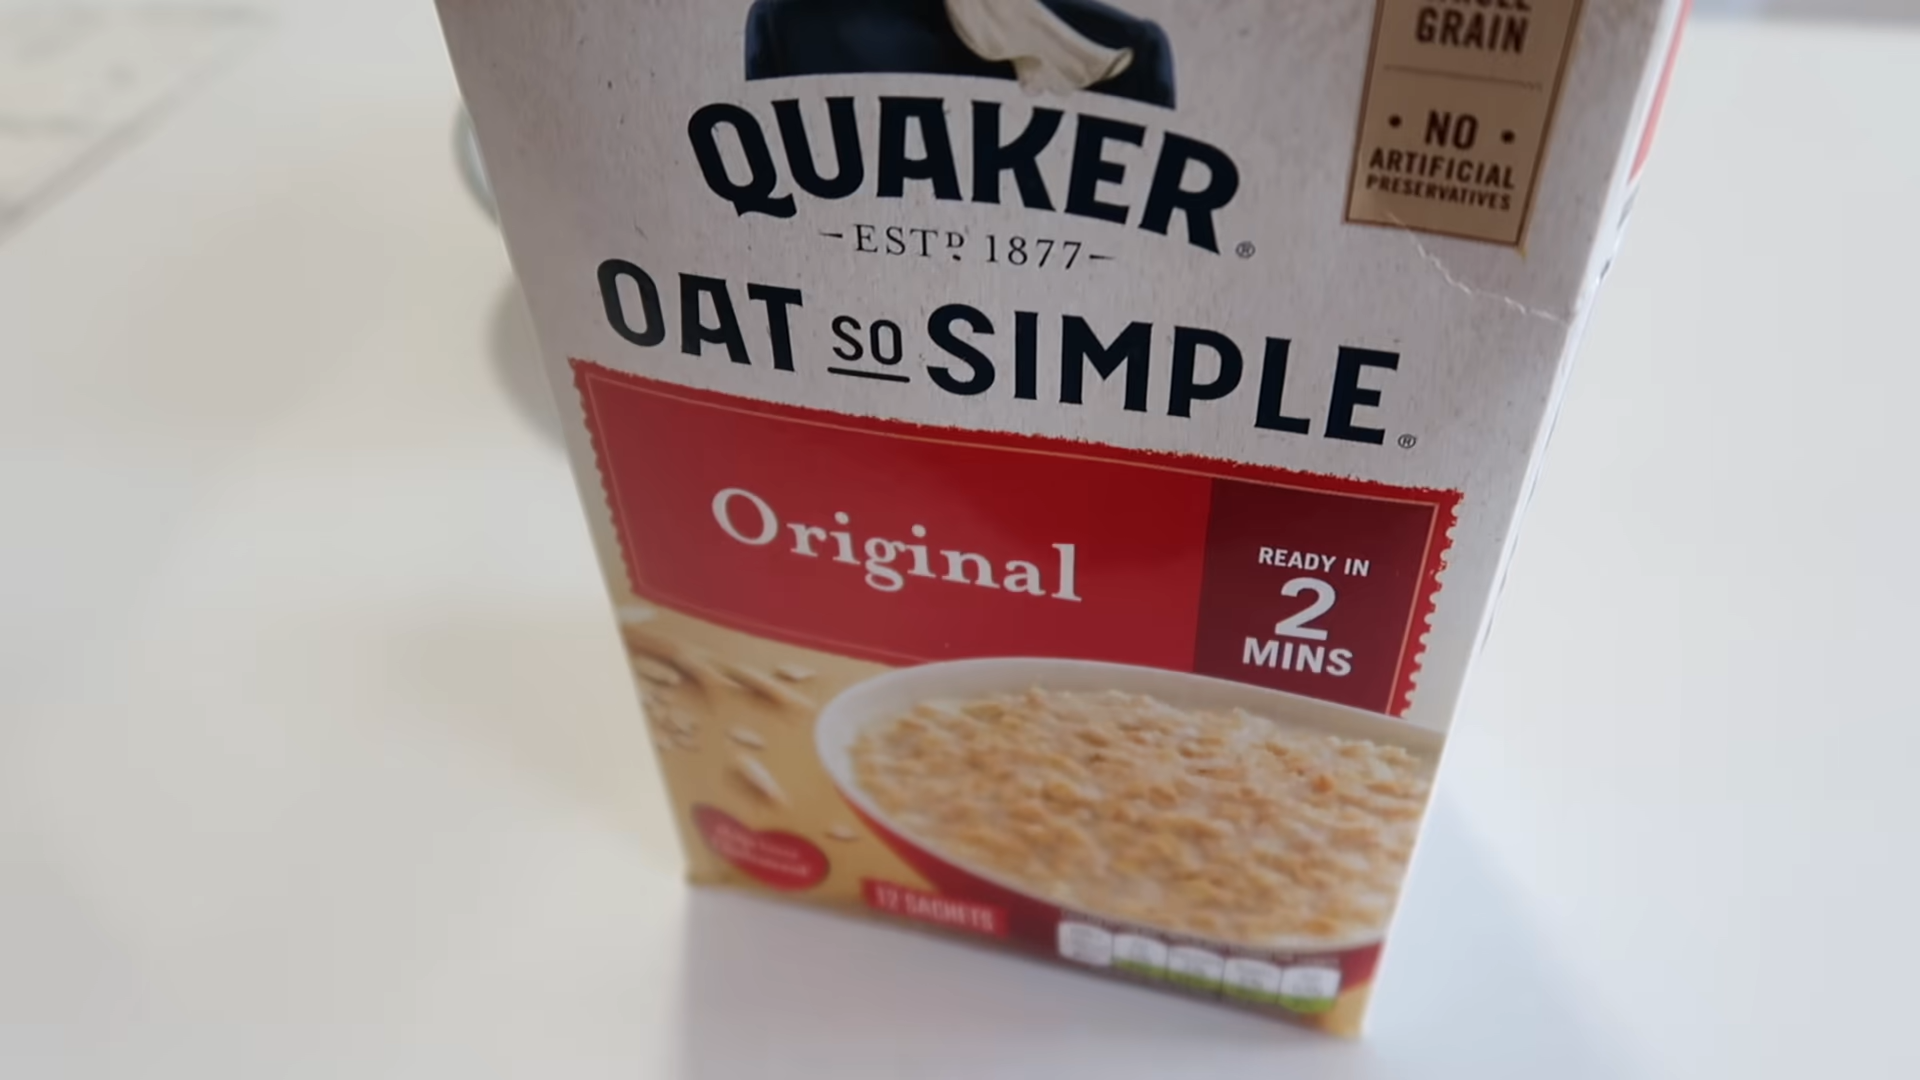 QUAKER
®
ESTD. 1877
OAT SO SIMPLE
®
GRAIN
• NO •
ARTIFICIAL
PRESERVATIVES
Original
READY IN
2
MINS
12 SACHETS